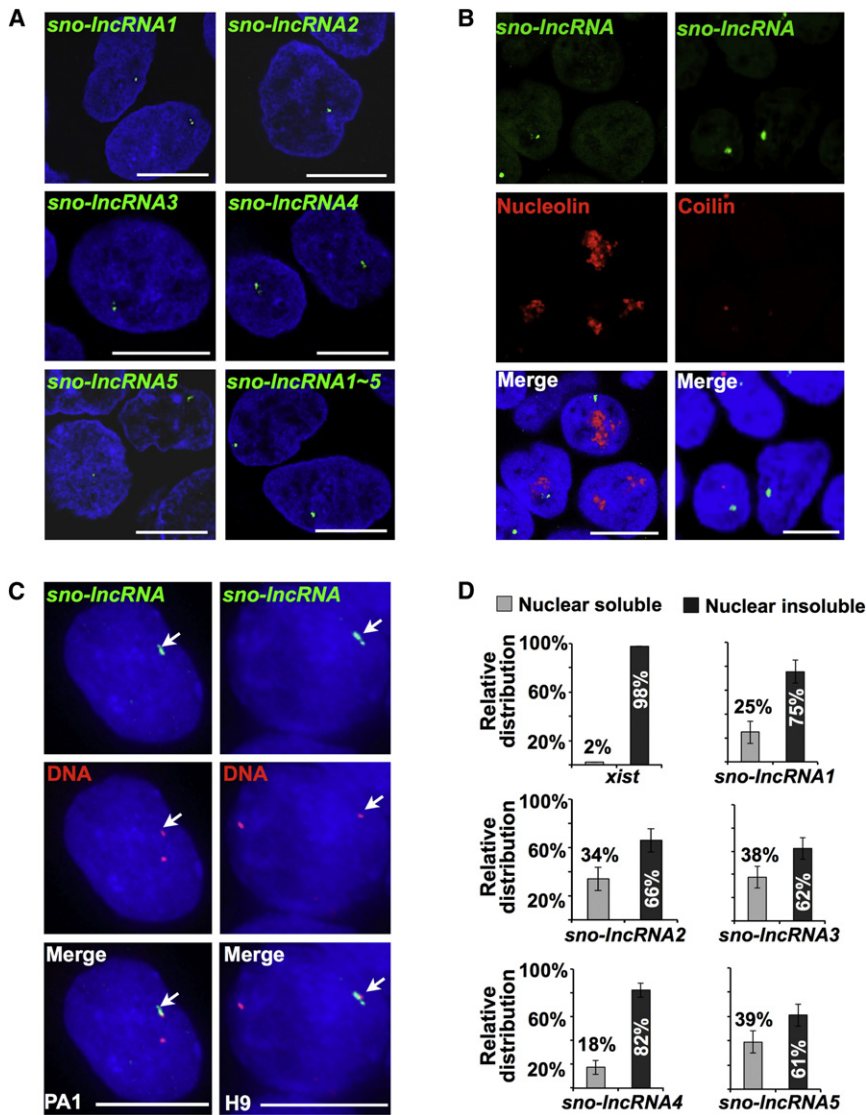 A
sno-lncRNA1
sno-lncRNA2
sno-lncRNA3
sno-lncRNA4
sno-lncRNA5
sno-lncRNA1~5
B
sno-lncRNA
sno-lncRNA
Nucleolin
Coilin
Merge
Merge
C
sno-lncRNA
sno-lncRNA
DNA
DNA
Merge
Merge
PA1
H9
D
Nuclear soluble
Nuclear insoluble
Relative distribution
100%
60%
20%
2%
98%
xist
100%
60%
20%
25%
75%
sno-lncRNA1
Relative distribution
100%
60%
20%
34%
66%
sno-lncRNA2
38%
62%
sno-lncRNA3
Relative distribution
100%
60%
20%
18%
82%
sno-lncRNA4
39%
61%
sno-lncRNA5